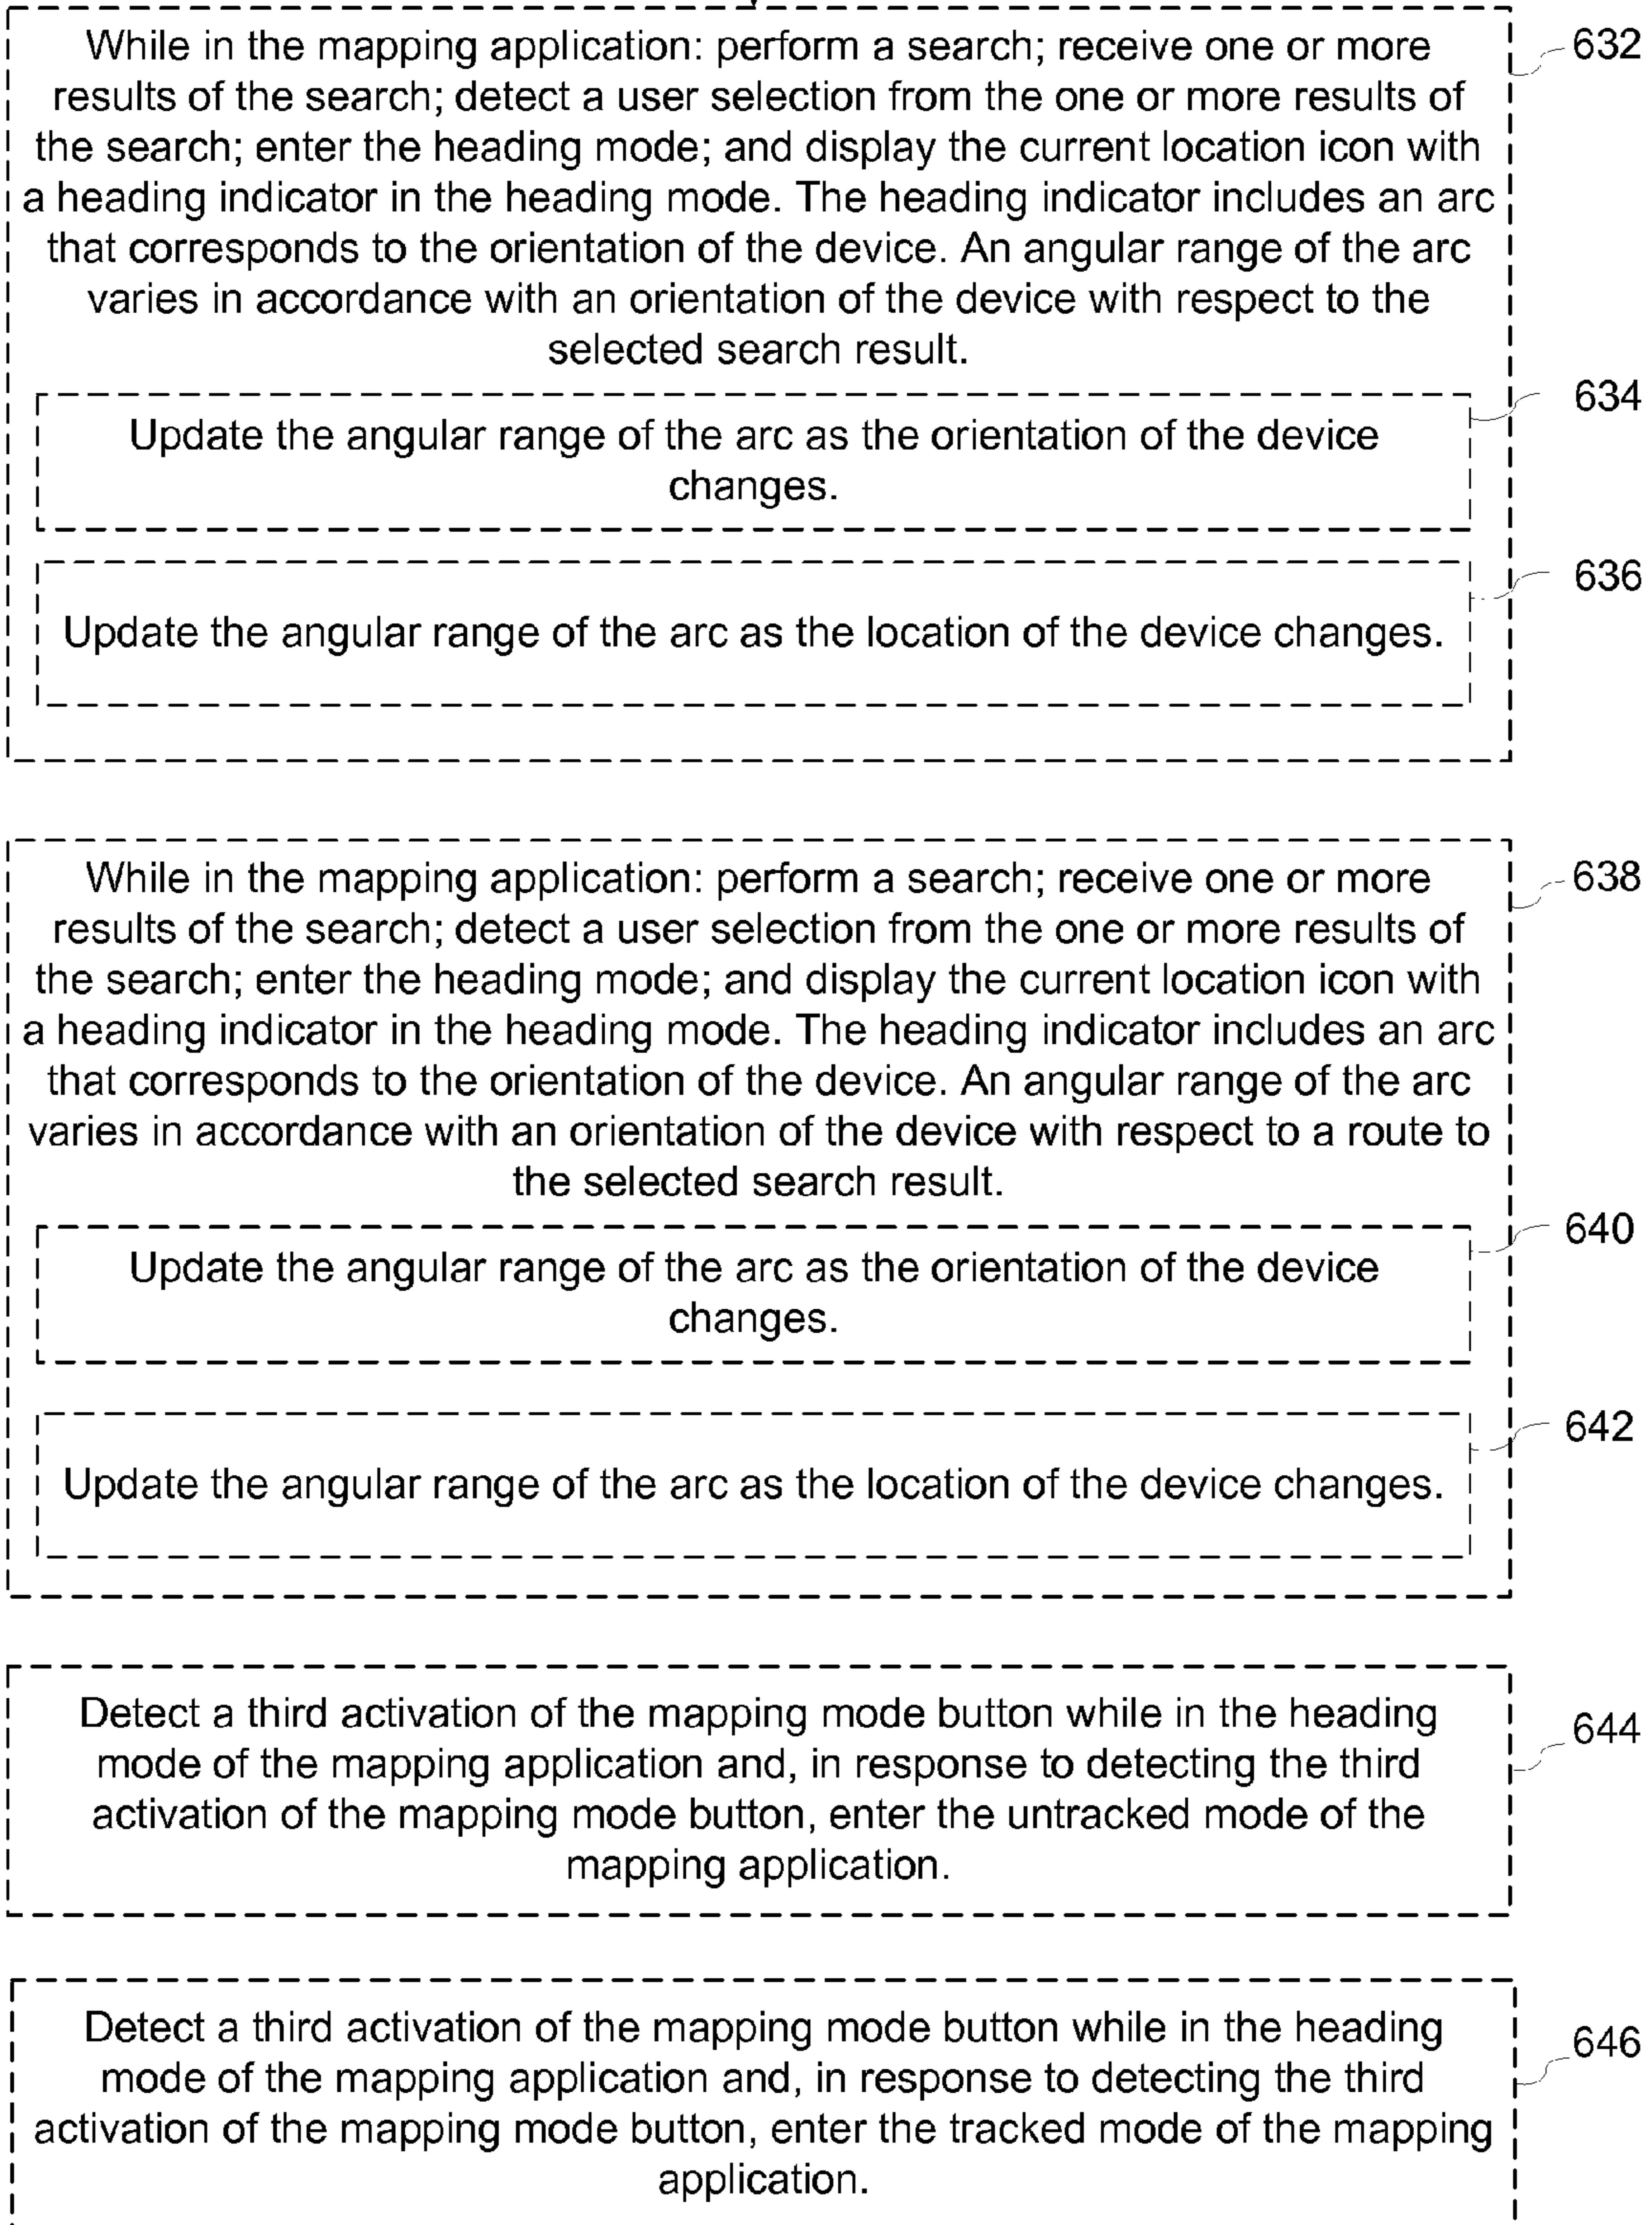 While in the mapping application: perform a search; receive one or more
results of the search; detect a user selection from the one or more results of
the search; enter the heading mode; and display the current location icon with
a heading indicator in the heading mode. The heading indicator includes an arc
that corresponds to the orientation of the device. An angular range of the arc
varies in accordance with an orientation of the device with respect to the
selected search result.
632
Update the angular range of the arc as the orientation of the device
changes.
634
Update the angular range of the arc as the location of the device changes.
636
While in the mapping application: perform a search; receive one or more
results of the search; detect a user selection from the one or more results of
the search; enter the heading mode; and display the current location icon with
a heading indicator in the heading mode. The heading indicator includes an arc
that corresponds to the orientation of the device. An angular range of the arc
varies in accordance with an orientation of the device with respect to a route to
the selected search result.
638
Update the angular range of the arc as the orientation of the device
changes.
640
Update the angular range of the arc as the location of the device changes.
642
Detect a third activation of the mapping mode button while in the heading
mode of the mapping application and, in response to detecting the third
activation of the mapping mode button, enter the untracked mode of the
mapping application.
644
Detect a third activation of the mapping mode button while in the heading
mode of the mapping application and, in response to detecting the third
activation of the mapping mode button, enter the tracked mode of the mapping
application.
646